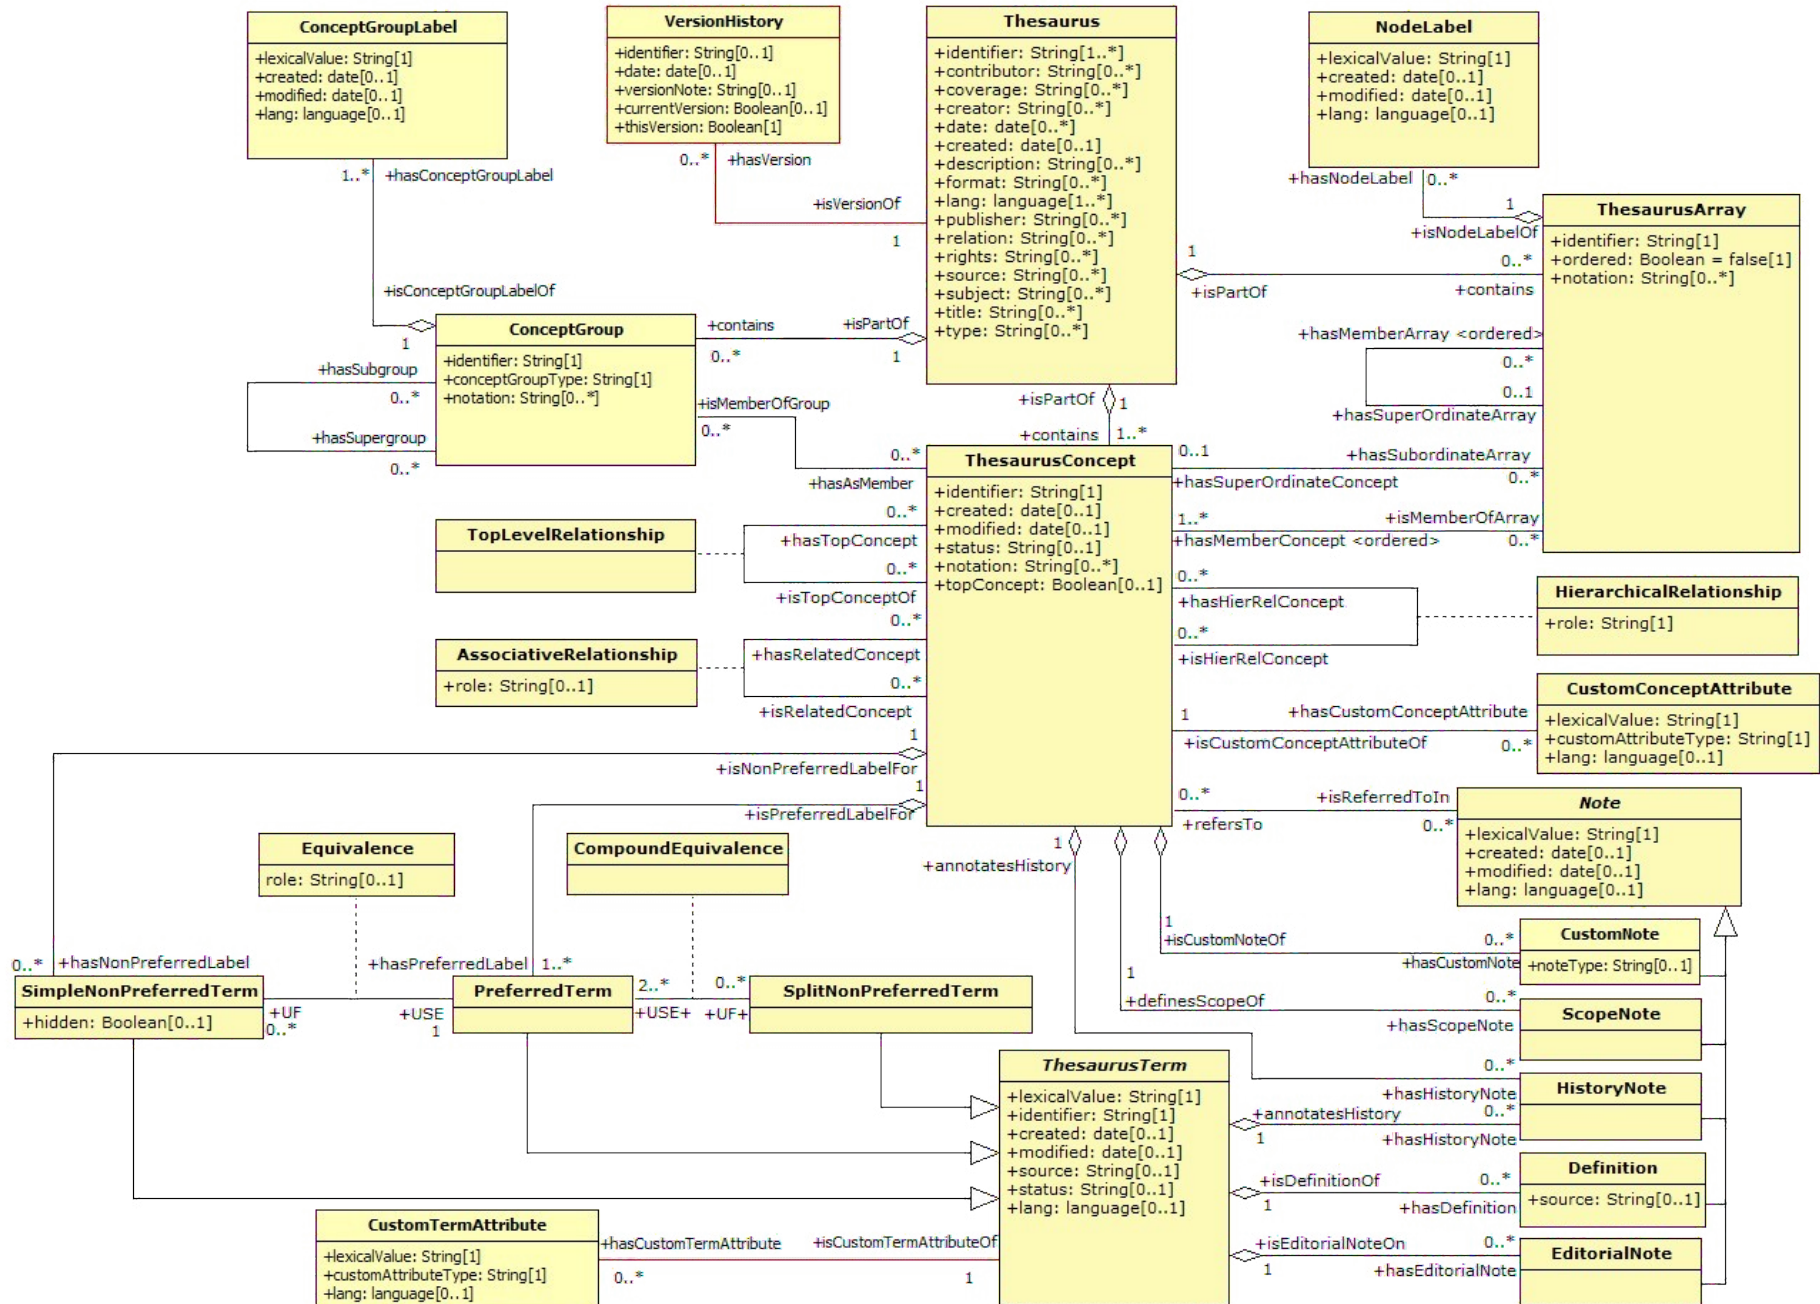 ConceptGroupLabel
+lexicalValue: String[1]
+created: date[0..1]
+modified: date[0..1]
+lang: language[0..1]
1..*
+hasConceptGroupLabel
+isConceptGroupLabelOf
1
VersionHistory
+identifier: String[0..1]
+date: date[0..1]
+versionNote: String[0..1]
+currentVersion: Boolean[0..1]
+thisVersion: Boolean[1]
0..*
+hasVersion
+isVersionOf
1
Thesaurus
+identifier: String[1..*]
+contributor: String[0..*]
+coverage: String[0..*]
+creator: String[0..*]
+date: date[0..*]
+created: date[0..1]
+description: String[0..*]
+format: String[0..*]
+lang: language[1..*]
+publisher: String[0..*]
+relation: String[0..*]
+rights: String[0..*]
+source: String[0..*]
+subject: String[0..*]
+title: String[0..*]
+type: String[0..*]
NodeLabel
+lexicalValue: String[1]
+created: date[0..1]
+modified: date[0..1]
+lang: language[0..1]
+hasNodeLabel
0..*
1
+isNodeLabelOf
ThesaurusArray
+identifier: String[1]
+ordered: Boolean = false[1]
+notation: String[0..*]
1
0..*
+isPartOf
+contains
+hasMemberArray <ordered>
0..*
0..1
+hasSuperOrdinateArray
ConceptGroup
+identifier: String[1]
+conceptGroupType: String[1]
+notation: String[0..*]
+contains
+isPartOf
0..*
1
+hasSubgroup
0..*
+hasSupergroup
0..*
+isMemberOfGroup
0..*
0..*
+hasAsMember
+isPartOf
1
+contains
1..*
ThesaurusConcept
+identifier: String[1]
+created: date[0..1]
+modified: date[0..1]
+status: String[0..1]
+notation: String[0..*]
+topConcept: Boolean[0..1]
0..1
+hasSubordinateArray
+hasSuperOrdinateConcept
0..*
1..*
+isMemberOfArray
+hasMemberConcept <ordered>
0..*
TopLevelRelationship
0..*
+hasTopConcept
0..*
+isTopConceptOf
AssociativeRelationship
+role: String[0..1]
0..*
+hasRelatedConcept
0..*
+isRelatedConcept
0..*
+hasHierRelConcept
0..*
+isHierRelConcept
HierarchicalRelationship
+role: String[1]
CustomConceptAttribute
+lexicalValue: String[1]
+customAttributeType: String[1]
+lang: language[0..1]
1
+hasCustomConceptAttribute
+isCustomConceptAttributeOf
0..*
1
+isNonPreferredLabelFor
1
+isPreferredLabelFor
0..*
+isReferredToIn
+refersTo
0..*
Note
+lexicalValue: String[1]
+created: date[0..1]
+modified: date[0..1]
+lang: language[0..1]
Equivalence
role: String[0..1]
CompoundEquivalence
1
+annotatesHistory
1
+isCustomNoteOf
0..*
+hasCustomNote
CustomNote
+noteType: String[0..1]
0..*
+hasNonPreferredLabel
+hasPreferredLabel
1..*
SimpleNonPreferredTerm
+hidden: Boolean[0..1]
+UF
0..*
+USE
1
PreferredTerm
2..*
0..*
+USE+
+UF+
SplitNonPreferredTerm
1
+definesScopeOf
0..*
+hasScopeNote
ScopeNote
0..*
+hasHistoryNote
HistoryNote
ThesaurusTerm
+lexicalValue: String[1]
+identifier: String[1]
+created: date[0..1]
+modified: date[0..1]
+source: String[0..1]
+status: String[0..1]
+lang: language[0..1]
+annotatesHistory
0..*
1
+hasHistoryNote
+isDefinitionOf
0..*
1
+hasDefinition
Definition
+source: String[0..1]
+isEditorialNoteOn
0..*
1
+hasEditorialNote
EditorialNote
CustomTermAttribute
+lexicalValue: String[1]
+customAttributeType: String[1]
+lang: language[0..1]
+hasCustomTermAttribute
+isCustomTermAttributeOf
0..*
1